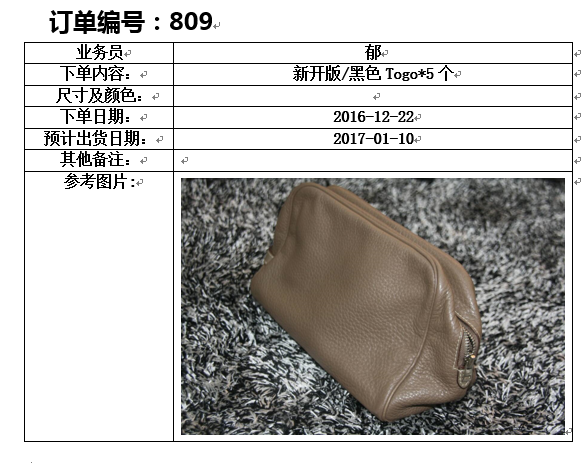 订单编号：809
业务员 郁
下单内容： 新开版/黑色 Togo*5 个
尺寸及颜色：
下单日期： 2016-12-22
预计出货日期： 2017-01-10
其他备注：
参考图片: